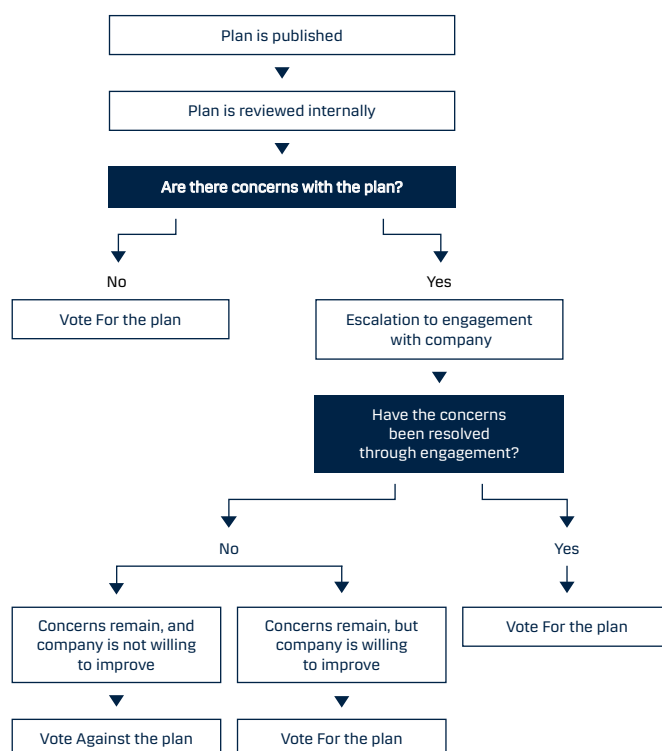 Plan is published
Plan is reviewed internally
Are there concerns with the plan?
No
Yes
Vote For the plan
Escalation to engagement
with company
Have the concerns
been resolved
through engagement?
No
Yes
Concerns remain, and
company is not willing
to improve
Concerns remain, but
company is willing
to improve
Vote For the plan
Vote Against the plan
Vote For the plan